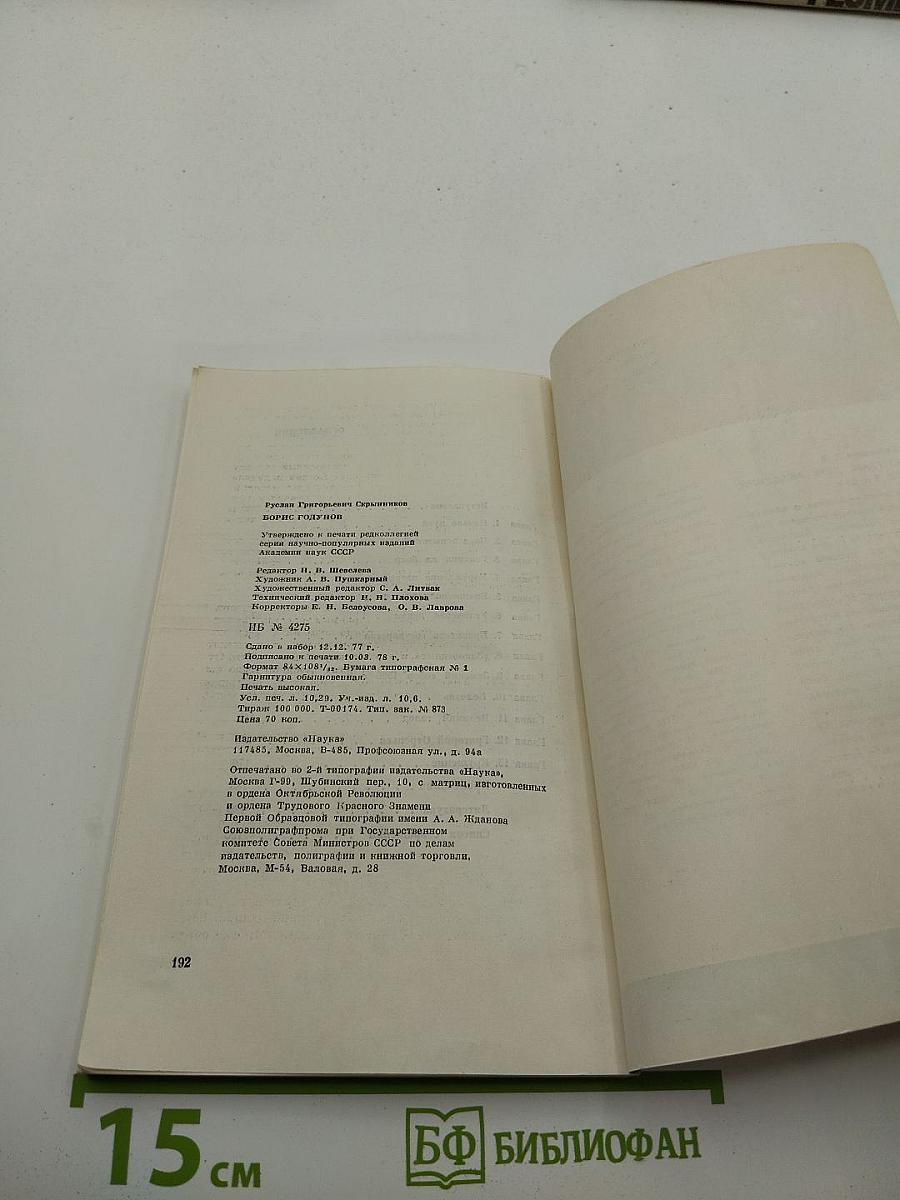 Руслан Григорьевич Скрынников
БОРИС ГОДУНОВ
Утверждено к печати редколлегией
серии научно-популярных изданий
Академии наук СССР
Редактор Н. В. Шевелева
Художник А. В. Пушкарный
Художественный редактор С. А. Литвак
Технический редактор Н. Н. Плохова
Корректоры Е. Н. Белоусова, О. В. Лаврова
ИБ № 4275
Сдано в набор 12.12. 77 г.
Подписано к печати 10.03. 78 г.
Формат 84×108¹/₃₂. Бумага типографская № 1
Гарнитура обыкновенная.
Печать высокая.
Усл. печ. л. 10,29. Уч.-изд. л. 10,6.
Тираж 100 000. Т-00174. Тип. зак. № 873
Цена 70 коп.
Издательство «Наука»
117485, Москва, В-485, Профсоюзная ул., д. 94а
Отпечатано во 2-й типографии издательства «Наука»,
Москва Г-99, Шубинский пер., 10, с матриц, изготовленных
в ордена Октябрьской Революции
и ордена Трудового Красного Знамени
Первой Образцовой типографии имени А. А. Жданова
Союзполиграфпрома при Государственном
комитете Совета Министров СССР по делам
издательств, полиграфии и книжной торговли,
Москва, М-54, Валовая, д. 28
192
15 см
БФ БИБЛИОФАН